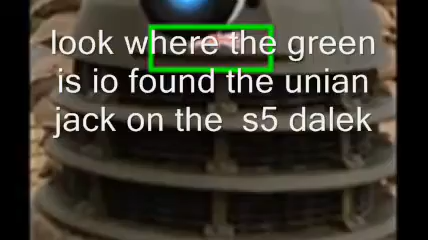 look where the green
is io found the unian
jack on the s5 dalek